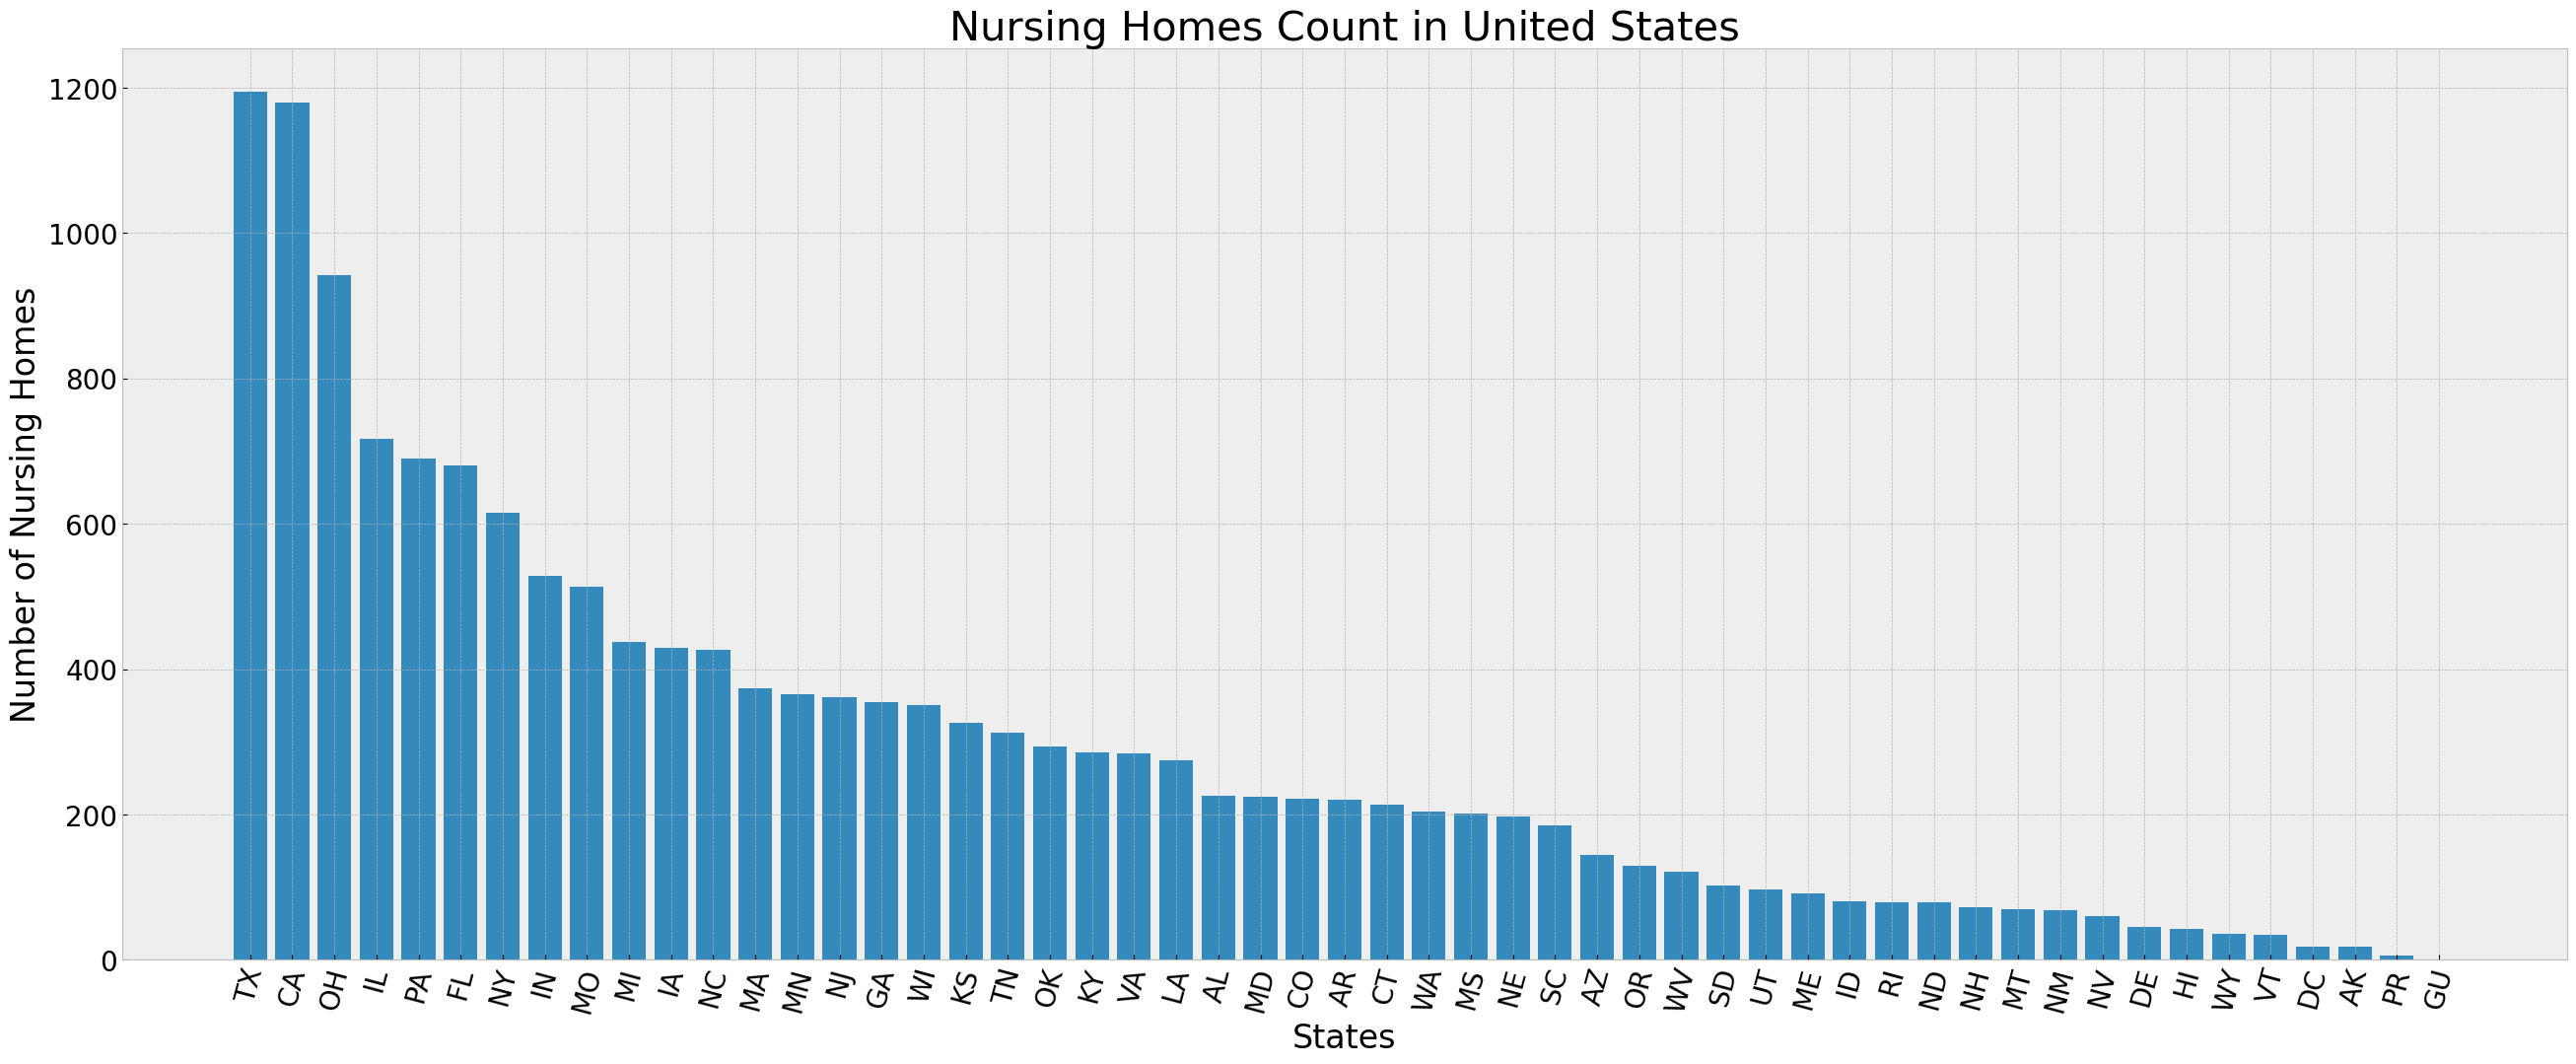 Nursing Homes Count in United States
Number of Nursing Homes
1200
1000
800
600
400
200
0
TX CA OH IL PA FL NY IN MO MI IA NC MA MN NJ GA WI KS TN OK KY VA LA AL MD CO AR CT WA MS NE SC AZ OR WV SD UT ME ID RI ND NH MT NM NV DE HI WY VT DC AK PR GU
States